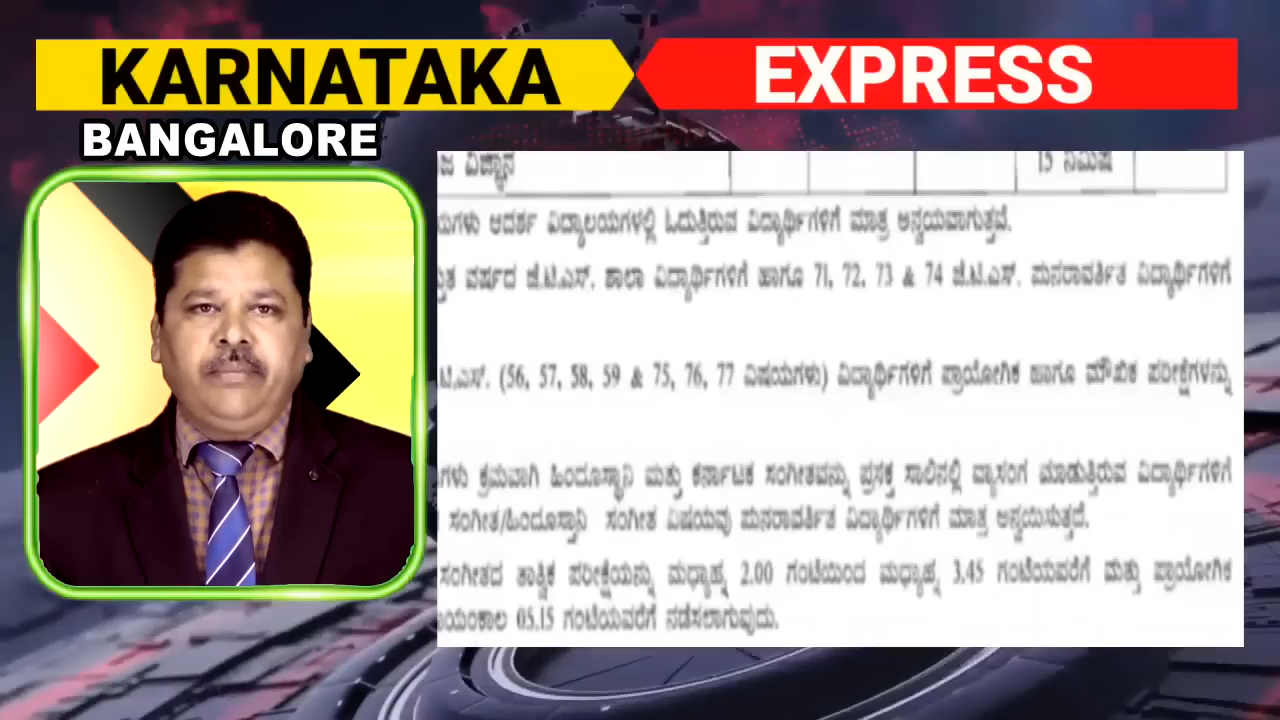 KARNATAKA EXPRESS
BANGALORE
ಜ ವಿಜ್ಞಾನ 15 ನಿಮಿಷ
ಯಗಳು ಆದರ್ಶ ವಿದ್ಯಾಲಯಗಳಲ್ಲಿ ಓದುತ್ತಿರುವ ವಿದ್ಯಾರ್ಥಿಗಳಿಗೆ ಮಾತ್ರ ಅನ್ವಯವಾಗುತ್ತವೆ.
ವರ್ಷದ ಜೆ.ಟಿ.ಎಸ್. ಶಾಲಾ ವಿದ್ಯಾರ್ಥಿಗಳಿಗೆ ಹಾಗೂ 71, 72, 73 & 74 ಜೆ.ಟಿ.ಎಸ್. ಪುನರಾವರ್ತಿತ ವಿದ್ಯಾರ್ಥಿಗಳಿಗೆ
ಟಿ.ಎಸ್. (56, 57, 58, 59 & 75, 76, 77 ವಿಷಯಗಳು) ವಿದ್ಯಾರ್ಥಿಗಳಿಗೆ ಪ್ರಾಯೋಗಿಕ ಹಾಗೂ ಮೌಖಿಕ ಪರೀಕ್ಷೆಗಳನ್ನು
ಗಳು ಕ್ರಮವಾಗಿ ಹಿಂದೂಸ್ಥಾನಿ ಮತ್ತು ಕರ್ನಾಟಕ ಸಂಗೀತವನ್ನು ಪ್ರಸಕ್ತ ಸಾಲಿನಲ್ಲಿ ವ್ಯಾಸಂಗ ಮಾಡುತ್ತಿರುವ ವಿದ್ಯಾರ್ಥಿಗಳಿಗೆ
ಸಂಗೀತ/ಹಿಂದೂಸ್ತಾನಿ ಸಂಗೀತ ವಿಷಯವು ಪುನರಾವರ್ತಿತ ವಿದ್ಯಾರ್ಥಿಗಳಿಗೆ ಮಾತ್ರ ಅನ್ವಯಿಸುತ್ತದೆ.
ಸಂಗೀತದ ತಾತ್ವಿಕ ಪರೀಕ್ಷೆಯನ್ನು ಮಧ್ಯಾಹ್ನ 2.00 ಗಂಟೆಯಿಂದ ಮಧ್ಯಾಹ್ನ 3.45 ಗಂಟೆಯವರೆಗೆ ಮತ್ತು ಪ್ರಾಯೋಗಿಕ
ಾಯಂಕಾಲ 05.15 ಗಂಟೆಯವರೆಗೆ ನಡೆಸಲಾಗುವುದು.